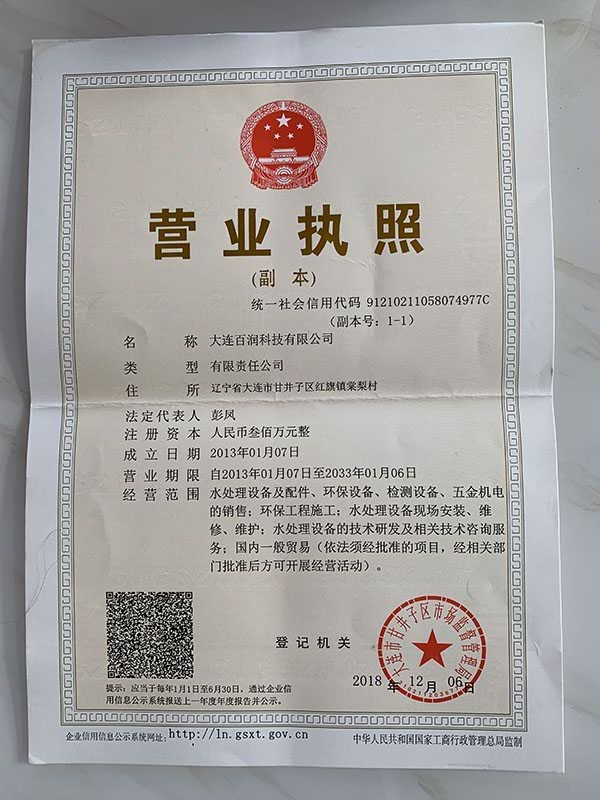 营业执照
(副 本)
统一社会信用代码 91210211058074977C
(副本号：1-1)
名 称 大连百润科技有限公司
类 型 有限责任公司
住 所 辽宁省大连市甘井子区红旗镇棠梨村
法定代表人 彭凤
注册资本 人民币叁佰万元整
成立日期 2013年01月07日
营业期限 自2013年01月07日至2033年01月06日
经营范围 水处理设备及配件、环保设备、检测设备、五金机电
的销售；环保工程施工；水处理设备现场安装、维
修、维护；水处理设备的技术研发及相关技术咨询服
务；国内一般贸易（依法须经批准的项目，经相关部
门批准后方可开展经营活动）。
登记机关
大连市甘井子区市场监督管理局
2018 年 12 月 06 日
提示：应当于每年1月1日至6月30日，通过企业信
用信息公示系统报送上一年度年度报告并公示。
企业信用信息公示系统网址：http://ln.gsxt.gov.cn
中华人民共和国国家工商行政管理总局监制